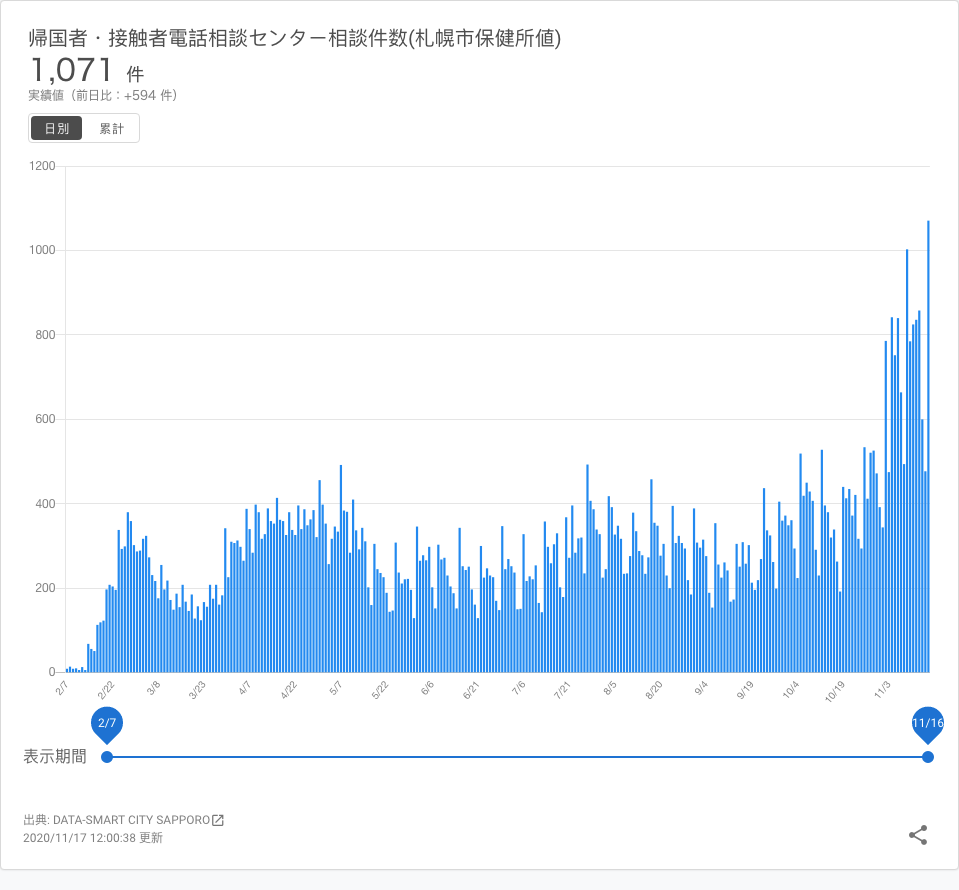 帰国者・接触者電話相談センター相談件数(札幌市保健所値)
1,071 件
実績値（前日比：+594 件）
日別 累計
1200
1000
800
600
400
200
0
2/7 2/22 3/8 3/23 4/7 4/22 5/7 5/22 6/6 6/21 7/6 7/21 8/5 8/20 9/4 9/19 10/4 10/19 11/3
2/7 11/16
表示期間
出典: DATA-SMART CITY SAPPORO
2020/11/17 12:00:38 更新